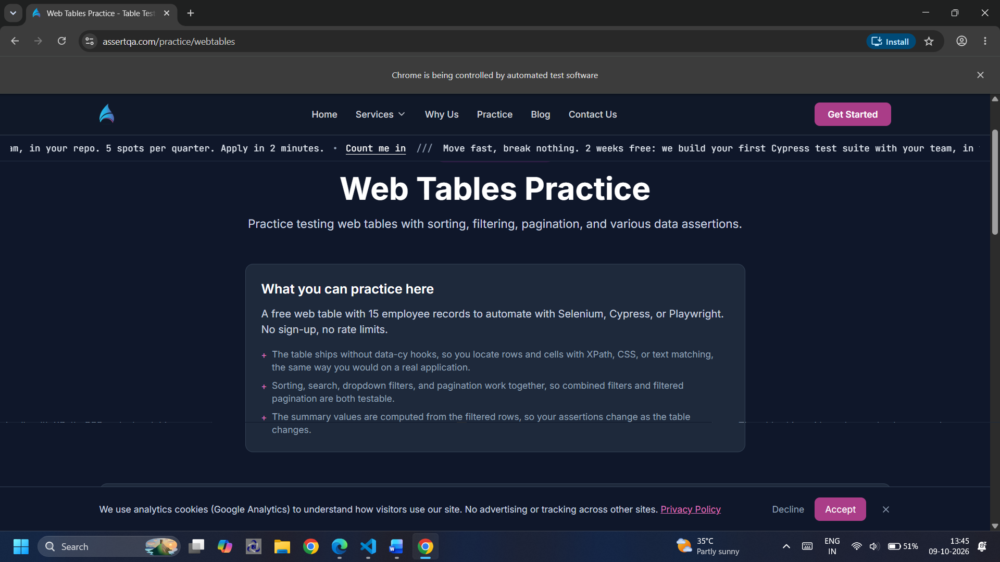 Web Tables Practice - Table Test
assertqa.com/practice/webtables
Install
Chrome is being controlled by automated test software
Home Services Why Us Practice Blog Contact Us Get Started
am, in your repo. 5 spots per quarter. Apply in 2 minutes. • Count me in /// Move fast, break nothing. 2 weeks free: we build your first Cypress test suite with your team, in
Web Tables Practice
Practice testing web tables with sorting, filtering, pagination, and various data assertions.
What you can practice here
A free web table with 15 employee records to automate with Selenium, Cypress, or Playwright.
No sign-up, no rate limits.
+ The table ships without data-cy hooks, so you locate rows and cells with XPath, CSS, or text matching,
the same way you would on a real application.
+ Sorting, search, dropdown filters, and pagination work together, so combined filters and filtered
pagination are both testable.
+ The summary values are computed from the filtered rows, so your assertions change as the table
changes.
We use analytics cookies (Google Analytics) to understand how visitors use our site. No advertising or tracking across other sites. Privacy Policy Decline Accept
Search
35°C
Partly sunny
ENG
IN
51%
13:45
09-10-2026